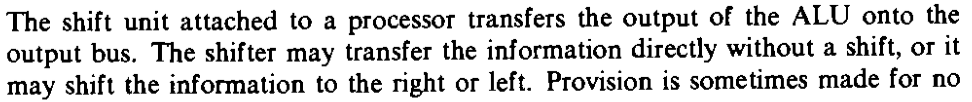 The shift unit attached to a processor transfers the output of the ALU onto the
output bus. The shifter may transfer the information directly without a shift, or it
may shift the information to the right or left. Provision is sometimes made for no